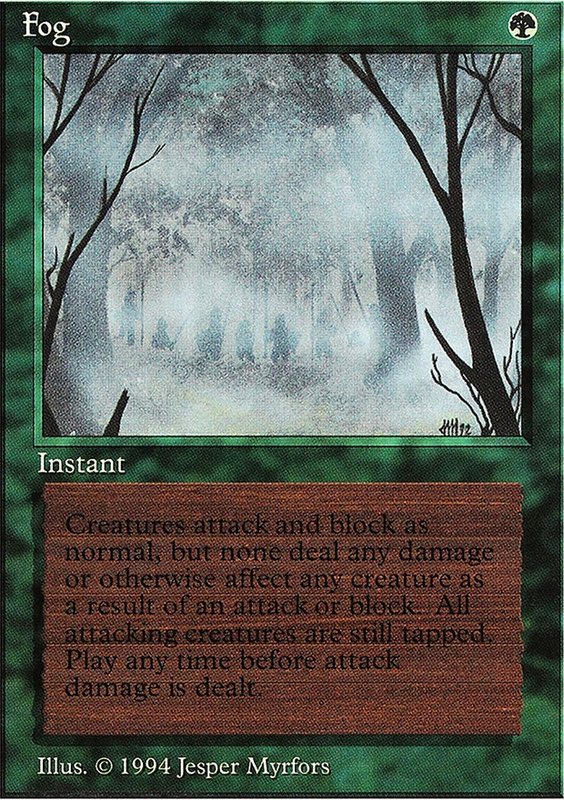 Fog
Instant
Creatures attack and block as
normal, but none deal any damage
or otherwise affect any creature as
a result of an attack or block. All
attacking creatures are still tapped.
Play any time before attack
damage is dealt.
Illus. © 1994 Jesper Myrfors